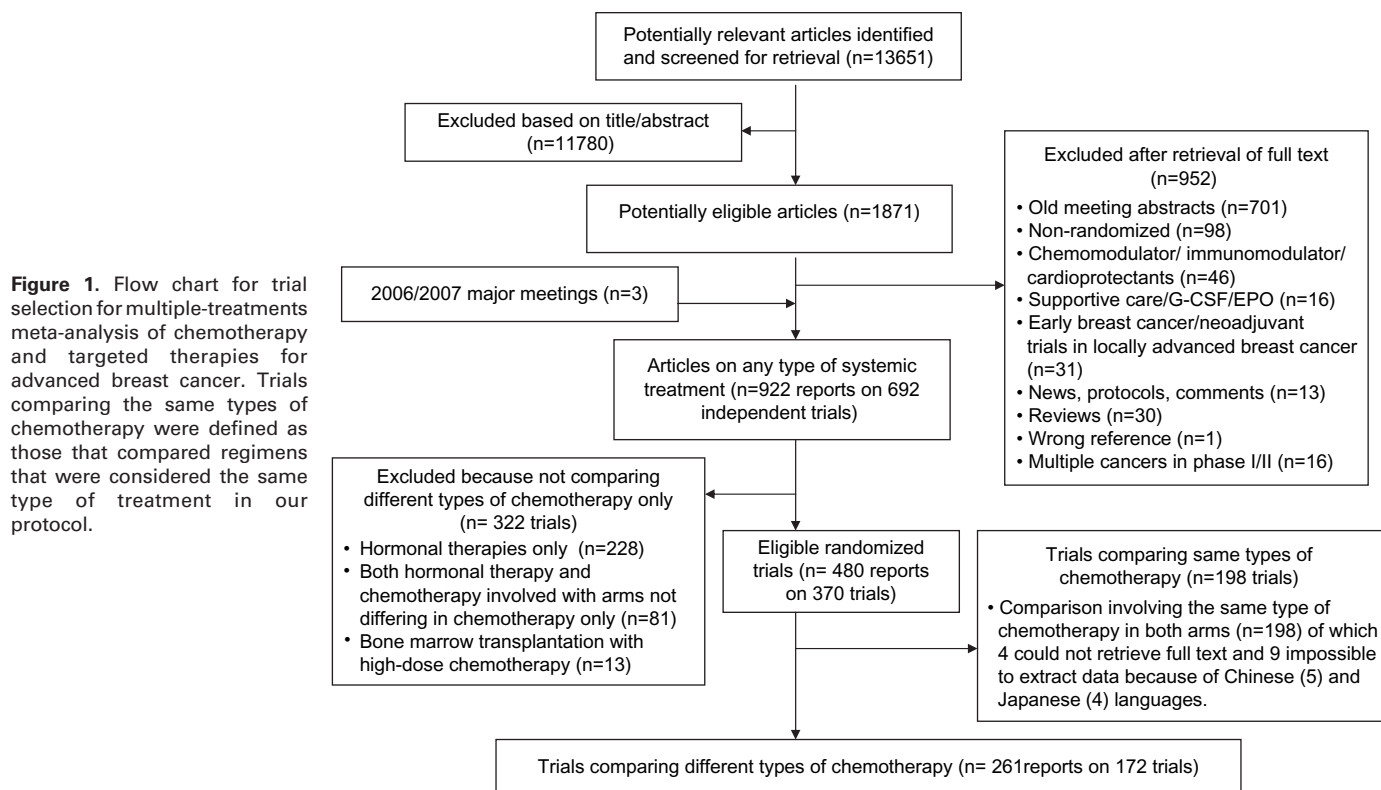 Potentially relevant articles identified
and screened for retrieval (n=13651)
Excluded based on title/abstract
(n=11780)
Potentially eligible articles (n=1871)
Excluded after retrieval of full text
(n=952)
• Old meeting abstracts (n=701)
• Non-randomized (n=98)
• Chemomodulator/ immunomodulator/
cardioprotectants (n=46)
• Supportive care/G-CSF/EPO (n=16)
• Early breast cancer/neoadjuvant
trials in locally advanced breast cancer
(n=31)
• News, protocols, comments (n=13)
• Reviews (n=30)
• Wrong reference (n=1)
• Multiple cancers in phase I/II (n=16)
2006/2007 major meetings (n=3)
Articles on any type of systemic
treatment (n=922 reports on 692
independent trials)
Excluded because not comparing
different types of chemotherapy only
(n= 322 trials)
• Hormonal therapies only (n=228)
• Both hormonal therapy and
chemotherapy involved with arms not
differing in chemotherapy only (n=81)
• Bone marrow transplantation with
high-dose chemotherapy (n=13)
Eligible randomized
trials (n= 480 reports
on 370 trials)
Trials comparing same types of
chemotherapy (n=198 trials)
• Comparison involving the same type of
chemotherapy in both arms (n=198) of which
4 could not retrieve full text and 9 impossible
to extract data because of Chinese (5) and
Japanese (4) languages.
Trials comparing different types of chemotherapy (n= 261reports on 172 trials)
Figure 1. Flow chart for trial
selection for multiple-treatments
meta-analysis of chemotherapy
and targeted therapies for
advanced breast cancer. Trials
comparing the same types of
chemotherapy were defined as
those that compared regimens
that were considered the same
type of treatment in our
protocol.